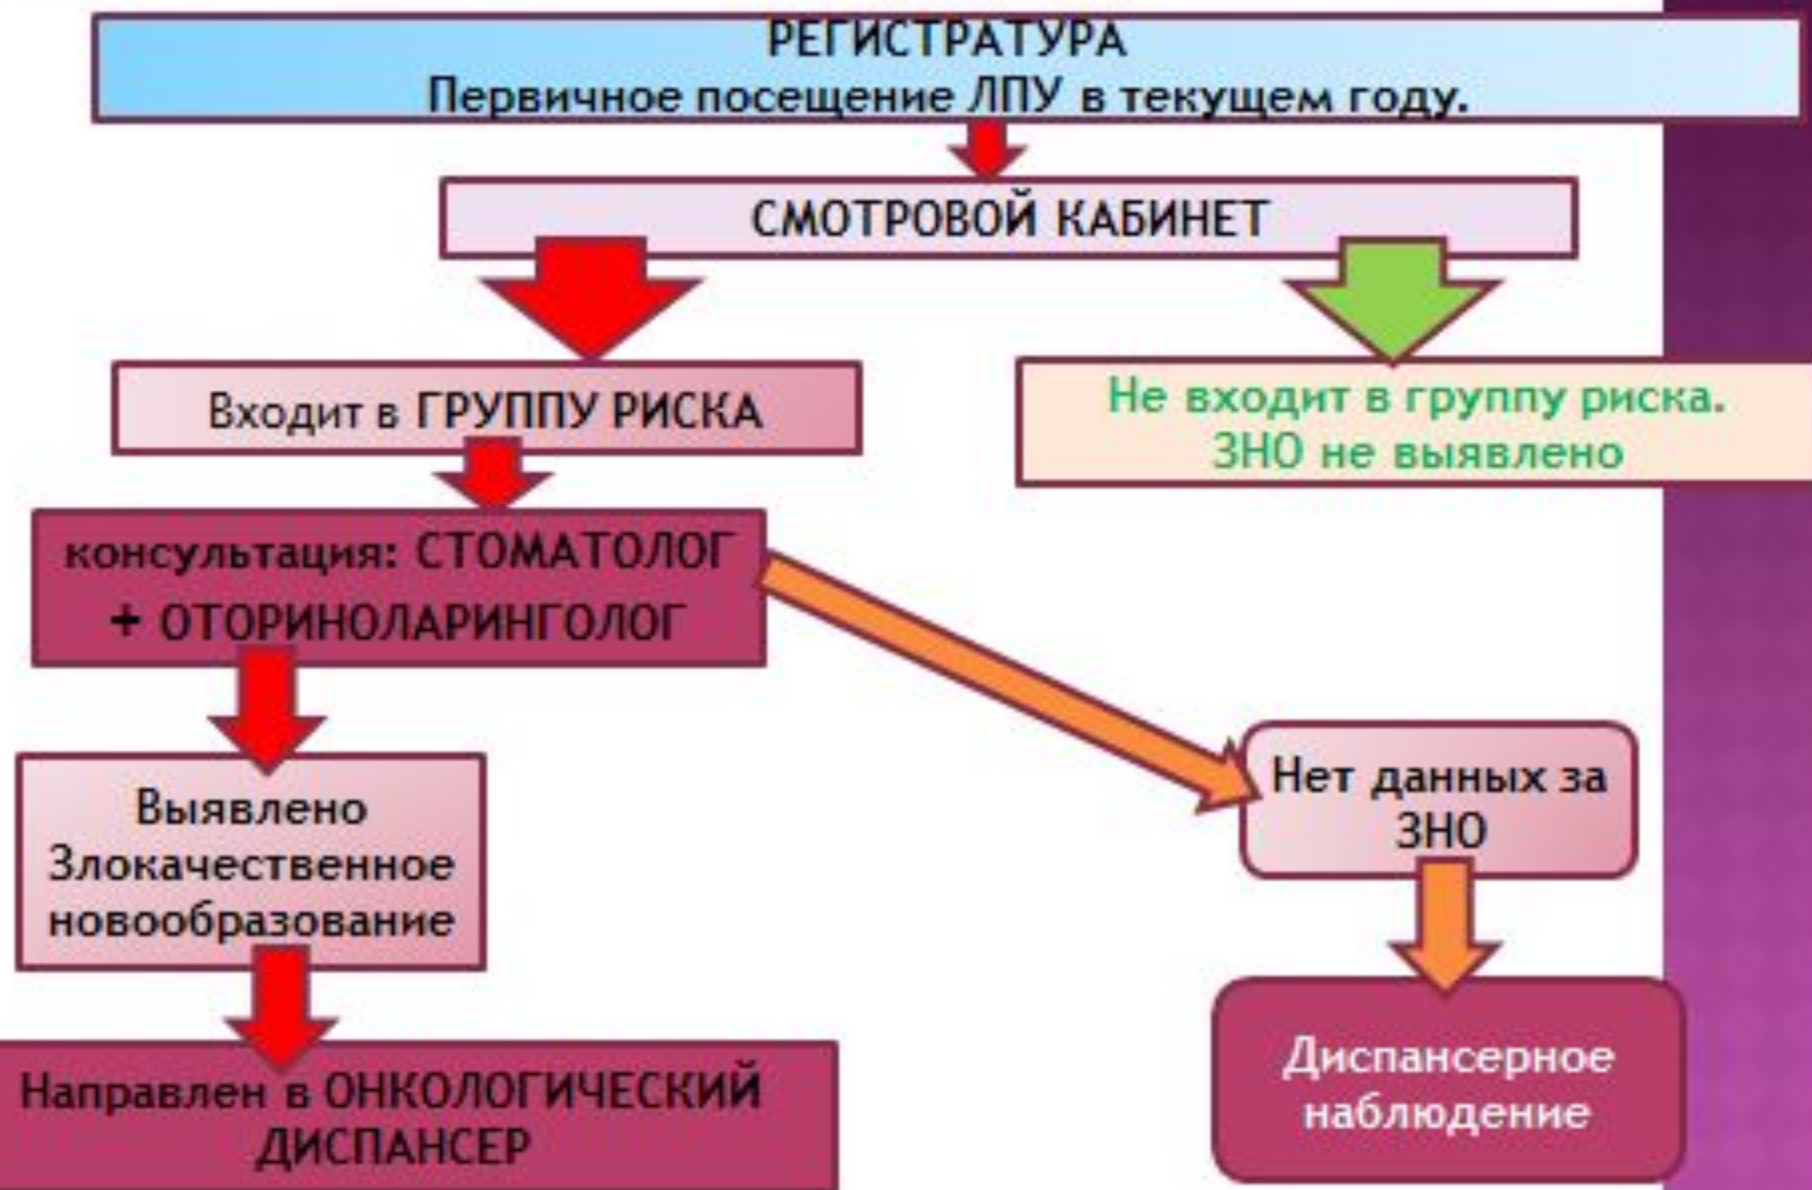 РЕГИСТРАТУРА
Первичное посещение ЛПУ в текущем году.
СМОТРОВОЙ КАБИНЕТ
Входит в ГРУППУ РИСКА
Не входит в группу риска.
ЗНО не выявлено
консультация: СТОМАТОЛОГ
+ ОТОРИНОЛАРИНГОЛОГ
Выявлено
Злокачественное
новообразование
Нет данных за
ЗНО
Направлен в ОНКОЛОГИЧЕСКИЙ
ДИСПАНСЕР
Диспансерное
наблюдение